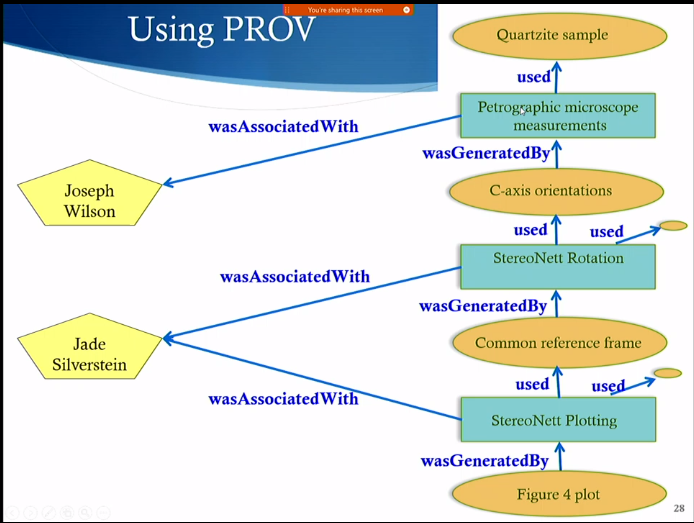 You're sharing this screen
Using PROV
Quartzite sample
used
Petrographic microscope
measurements
wasAssociatedWith
wasGeneratedBy
Joseph
Wilson
C-axis orientations
used
used
StereoNett Rotation
wasAssociatedWith
wasGeneratedBy
Jade
Silverstein
Common reference frame
used
used
wasAssociatedWith
StereoNett Plotting
wasGeneratedBy
Figure 4 plot
28